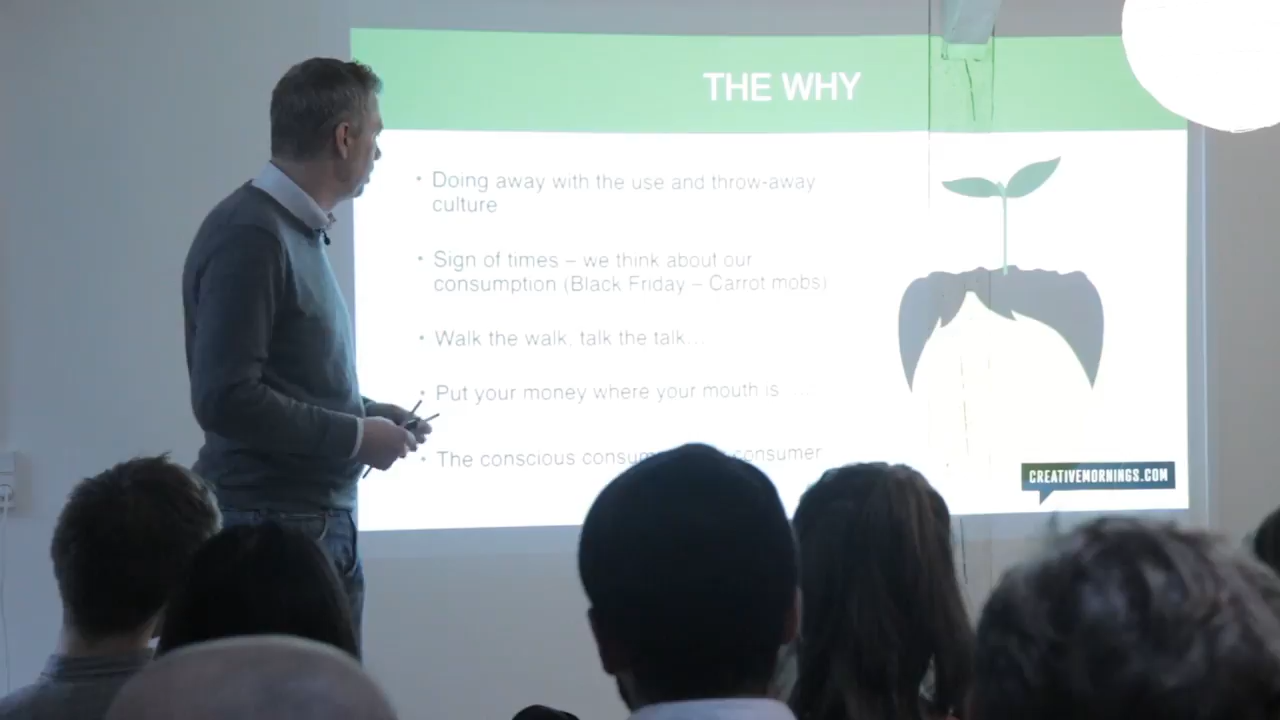 THE WHY
• Doing away with the use and throw-away
culture
• Sign of times – we think about our
consumption (Black Friday – Carrot mobs)
• Walk the walk, talk the talk...
• Put your money where your mouth is ....
• The conscious consumer
CREATIVEMORNINGS.COM